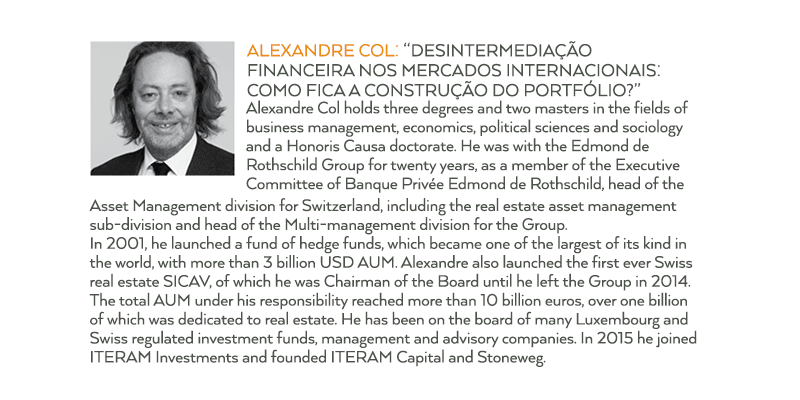 ALEXANDRE COL: “DESINTERMEDIAÇÃO
FINANCEIRA NOS MERCADOS INTERNACIONAIS:
COMO FICA A CONSTRUÇÃO DO PORTFÓLIO?”
Alexandre Col holds three degrees and two masters in the fields of
business management, economics, political sciences and sociology
and a Honoris Causa doctorate. He was with the Edmond de
Rothschild Group for twenty years, as a member of the Executive
Committee of Banque Privée Edmond de Rothschild, head of the
Asset Management division for Switzerland, including the real estate asset management
sub-division and head of the Multi-management division for the Group.
In 2001, he launched a fund of hedge funds, which became one of the largest of its kind in
the world, with more than 3 billion USD AUM. Alexandre also launched the first ever Swiss
real estate SICAV, of which he was Chairman of the Board until he left the Group in 2014.
The total AUM under his responsibility reached more than 10 billion euros, over one billion
of which was dedicated to real estate. He has been on the board of many Luxembourg and
Swiss regulated investment funds, management and advisory companies. In 2015 he joined
ITERAM Investments and founded ITERAM Capital and Stoneweg.